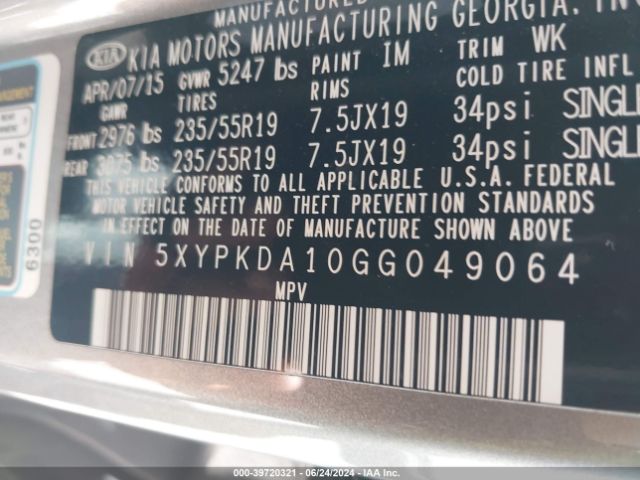 MANUFACTURED
KIA KIA MOTORS MANUFACTURING GEORGIA, IN
APR/07/15 GVWR 5247 lbs PAINT IM TRIM WK
GAWR TIRES RIMS COLD TIRE INFL
FRONT 2976 lbs 235/55R19 7.5JX19 34psi SINGLE
REAR 3075 lbs 235/55R19 7.5JX19 34psi SINGLE
THIS VEHICLE CONFORMS TO ALL APPLICABLE U.S.A. FEDERAL
MOTOR VEHICLE SAFETY AND THEFT PREVENTION STANDARDS
IN EFFECT ON THE DATE OF MANUFACTURE SHOWN ABOVE.
VIN 5XYPKDA10GG049064
MPV
6300
000-39720321 - 06/24/2024 - IAA Inc.